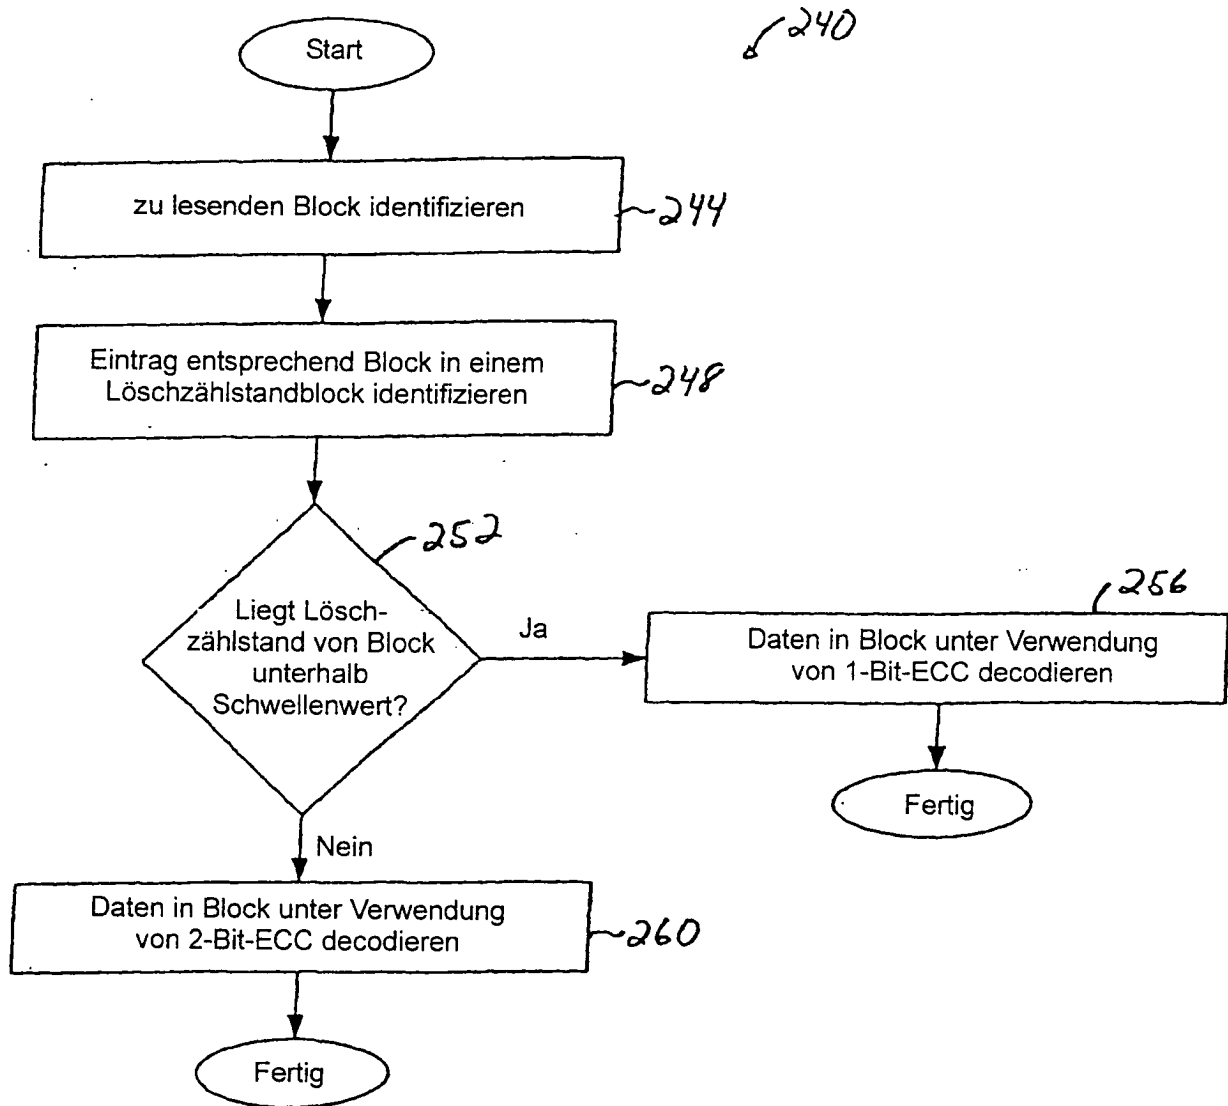 240
Start
zu lesenden Block identifizieren
244
Eintrag entsprechend Block in einem
Löschzählstandblock identifizieren
248
252
Liegt Lösch-
zählstand von Block
unterhalb
Schwellenwert?
Ja
256
Daten in Block unter Verwendung
von 1-Bit-ECC decodieren
Fertig
Nein
Daten in Block unter Verwendung
von 2-Bit-ECC decodieren
260
Fertig